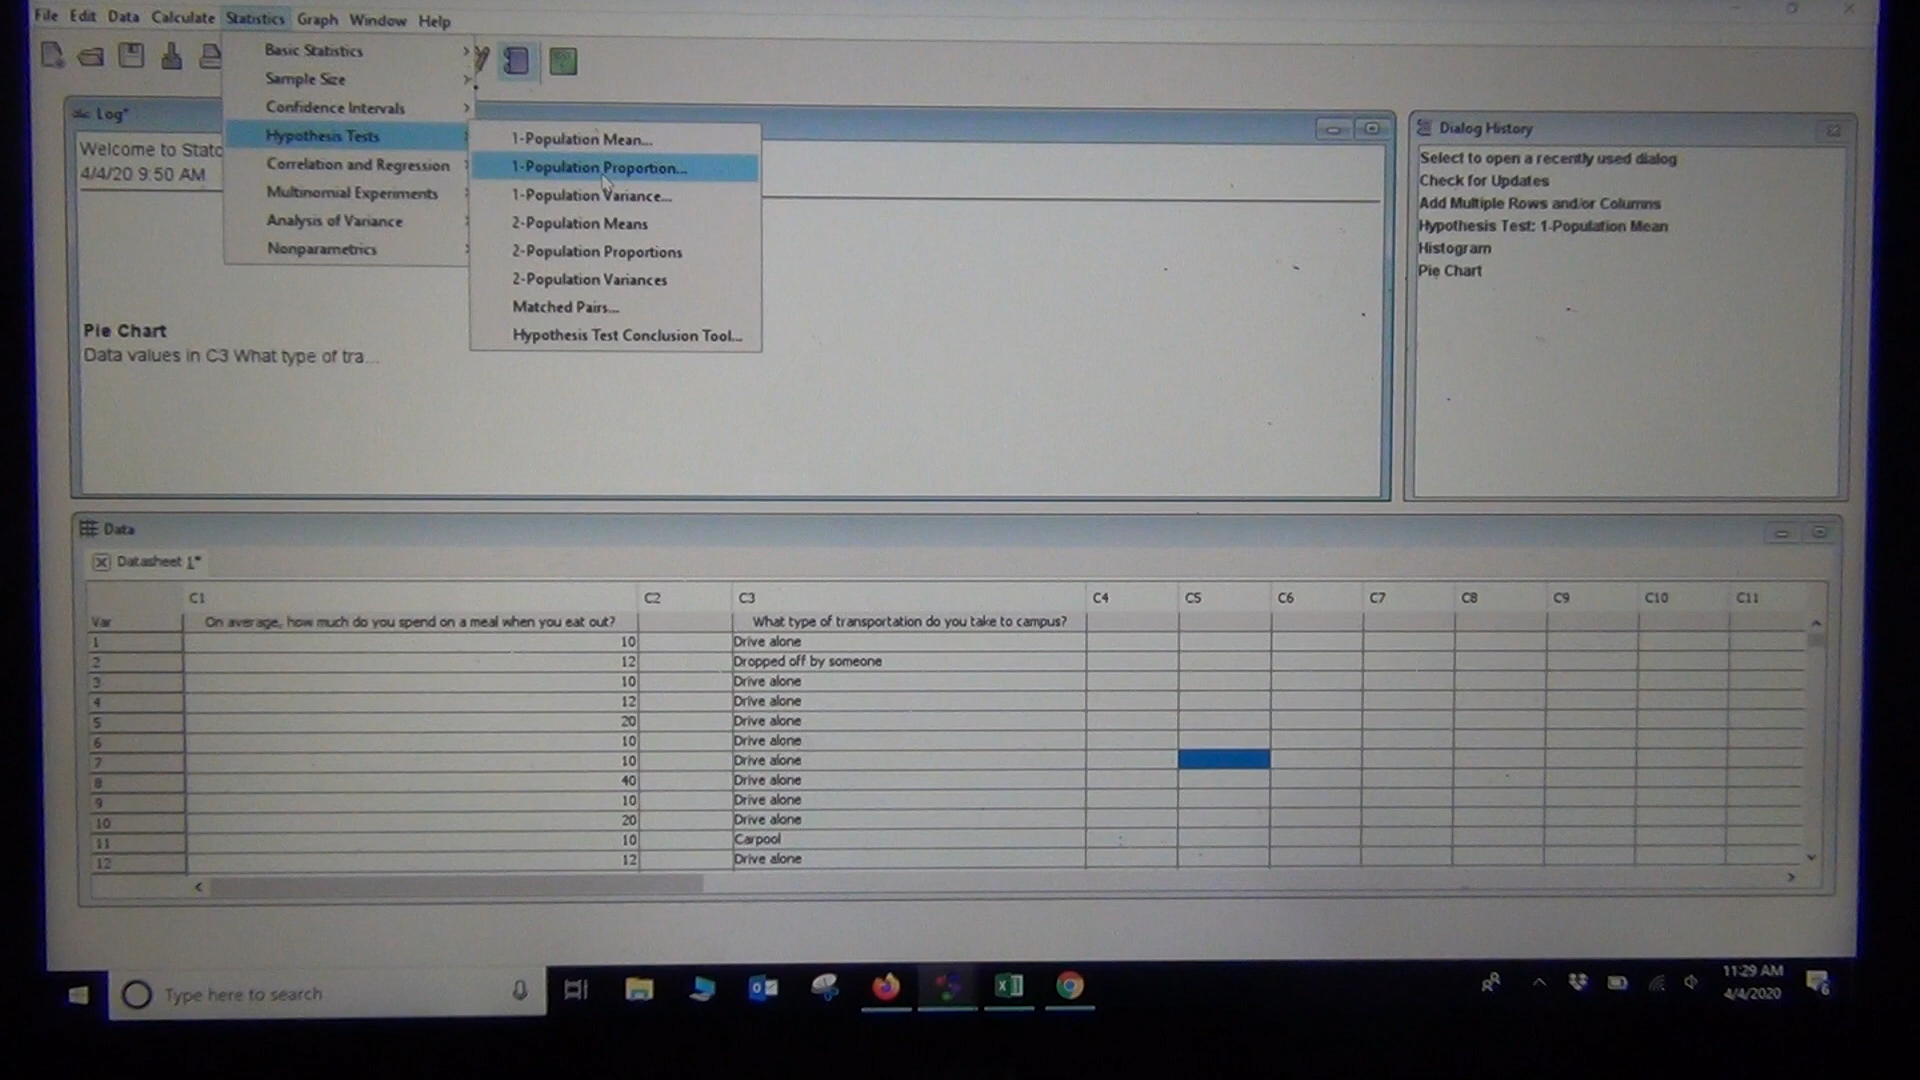 File Edit Data Calculate Statistics Graph Window Help
Basic Statistics
Sample Size
Confidence Intervals
Hypothesis Tests
Correlation and Regression
Multinomial Experiments
Analysis of Variance
Nonparametrics
1-Population Mean...
1-Population Proportion...
1-Population Variance...
2-Population Means
2-Population Proportions
2-Population Variances
Matched Pairs...
Hypothesis Test Conclusion Tool...
Log*
Welcome to Statc
4/4/20 9:50 AM
Pie Chart
Data values in C3 What type of tra...
Dialog History
Select to open a recently used dialog
Check for Updates
Add Multiple Rows and/or Columns
Hypothesis Test: 1-Population Mean
Histogram
Pie Chart
Data
Datasheet 1*
C1 C2 C3 C4 C5 C6 C7 C8 C9 C10 C11
Var On average, how much do you spend on a meal when you eat out? What type of transportation do you take to campus?
1 10 Drive alone
2 12 Dropped off by someone
3 10 Drive alone
4 12 Drive alone
5 20 Drive alone
6 10 Drive alone
7 10 Drive alone
8 40 Drive alone
9 10 Drive alone
10 20 Drive alone
11 10 Carpool
12 12 Drive alone
Type here to search
11:29 AM
4/4/2020
6